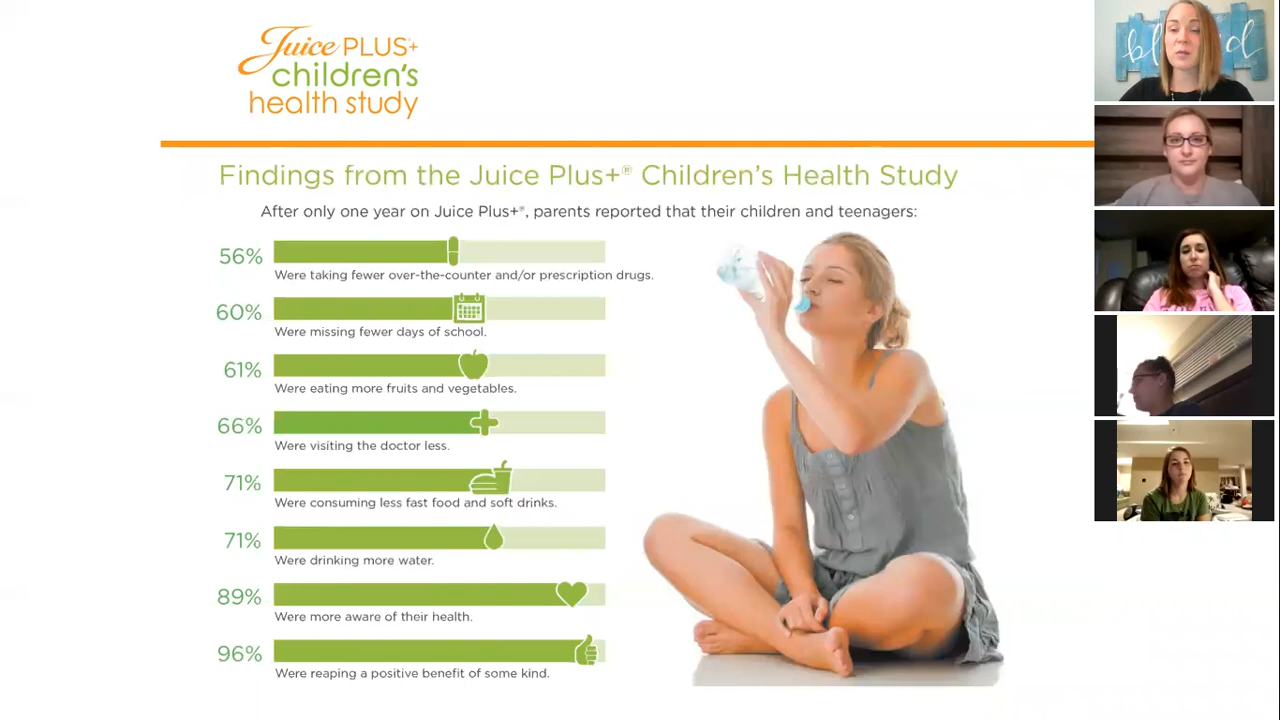 Juice PLUS+
children's
health study
Findings from the Juice Plus+® Children's Health Study
After only one year on Juice Plus+®, parents reported that their children and teenagers:
56%
Were taking fewer over-the-counter and/or prescription drugs.
60%
Were missing fewer days of school.
61%
Were eating more fruits and vegetables.
66%
Were visiting the doctor less.
71%
Were consuming less fast food and soft drinks.
71%
Were drinking more water.
89%
Were more aware of their health.
96%
Were reaping a positive benefit of some kind.